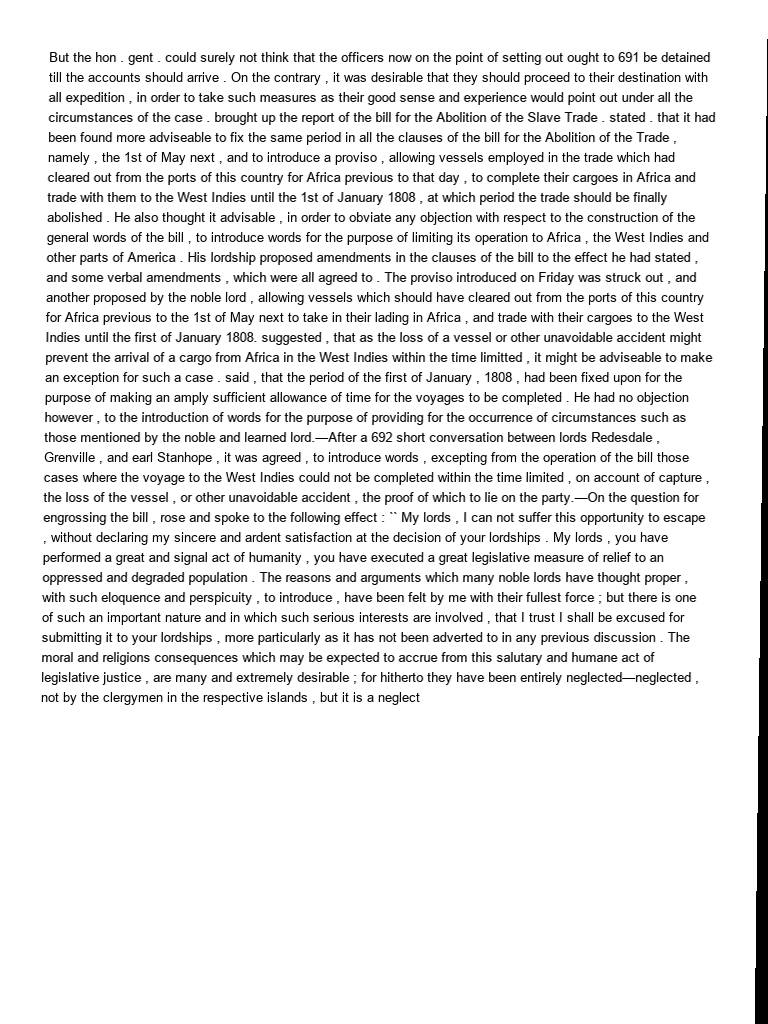 But the hon . gent . could surely not think that the officers now on the point of setting out ought to 691 be detained
till the accounts should arrive . On the contrary , it was desirable that they should proceed to their destination with
all expedition , in order to take such measures as their good sense and experience would point out under all the
circumstances of the case . brought up the report of the bill for the Abolition of the Slave Trade . stated . that it had
been found more adviseable to fix the same period in all the clauses of the bill for the Abolition of the Trade ,
namely , the 1st of May next , and to introduce a proviso , allowing vessels employed in the trade which had
cleared out from the ports of this country for Africa previous to that day , to complete their cargoes in Africa and
trade with them to the West Indies until the 1st of January 1808 , at which period the trade should be finally
abolished . He also thought it advisable , in order to obviate any objection with respect to the construction of the
general words of the bill , to introduce words for the purpose of limiting its operation to Africa , the West Indies and
other parts of America . His lordship proposed amendments in the clauses of the bill to the effect he had stated ,
and some verbal amendments , which were all agreed to . The proviso introduced on Friday was struck out , and
another proposed by the noble lord , allowing vessels which should have cleared out from the ports of this country
for Africa previous to the 1st of May next to take in their lading in Africa , and trade with their cargoes to the West
Indies until the first of January 1808. suggested , that as the loss of a vessel or other unavoidable accident might
prevent the arrival of a cargo from Africa in the West Indies within the time limitted , it might be adviseable to make
an exception for such a case . said , that the period of the first of January , 1808 , had been fixed upon for the
purpose of making an amply sufficient allowance of time for the voyages to be completed . He had no objection
however , to the introduction of words for the purpose of providing for the occurrence of circumstances such as
those mentioned by the noble and learned lord.—After a 692 short conversation between lords Redesdale ,
Grenville , and earl Stanhope , it was agreed , to introduce words , excepting from the operation of the bill those
cases where the voyage to the West Indies could not be completed within the time limited , on account of capture ,
the loss of the vessel , or other unavoidable accident , the proof of which to lie on the party.—On the question for
engrossing the bill , rose and spoke to the following effect : `` My lords , I can not suffer this opportunity to escape
, without declaring my sincere and ardent satisfaction at the decision of your lordships . My lords , you have
performed a great and signal act of humanity , you have executed a great legislative measure of relief to an
oppressed and degraded population . The reasons and arguments which many noble lords have thought proper ,
with such eloquence and perspicuity , to introduce , have been felt by me with their fullest force ; but there is one
of such an important nature and in which such serious interests are involved , that I trust I shall be excused for
submitting it to your lordships , more particularly as it has not been adverted to in any previous discussion . The
moral and religions consequences which may be expected to accrue from this salutary and humane act of
legislative justice , are many and extremely desirable ; for hitherto they have been entirely neglected—neglected ,
not by the clergymen in the respective islands , but it is a neglect